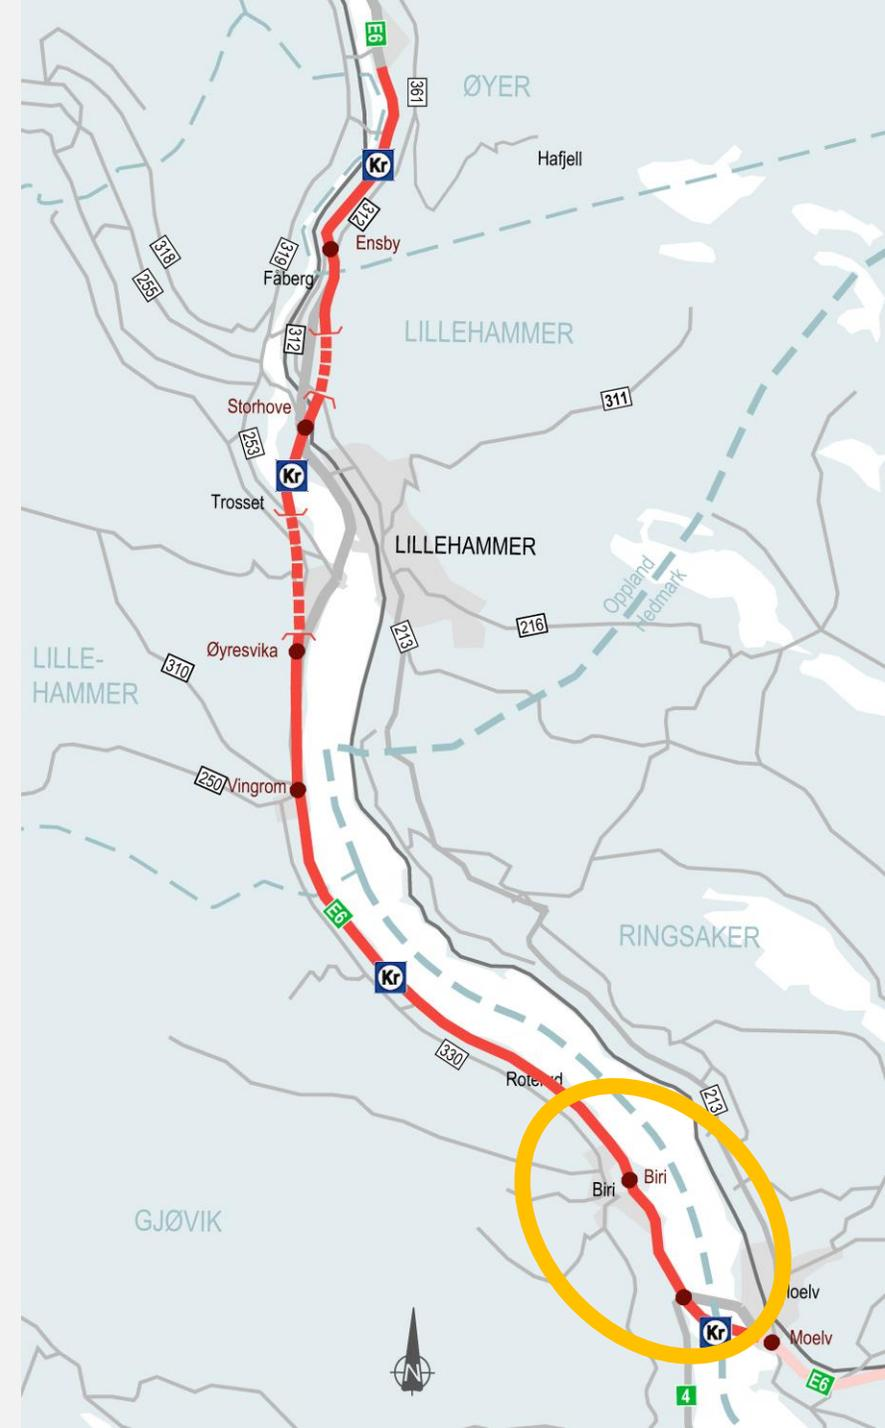 E6
361
ØYER
Kr
Hafjell
312
318
319
Ensby
255
Fåberg
312
LILLEHAMMER
Storhove
311
253
Kr
Trosset
LILLEHAMMER
Oppland
Hedmark
213
216
LILLE-
HAMMER
310
Øyresvika
250
Vingrom
E6
RINGSAKER
Kr
330
213
Biri
Biri
GJØVIK
Kr
Moelv
E6
N
4